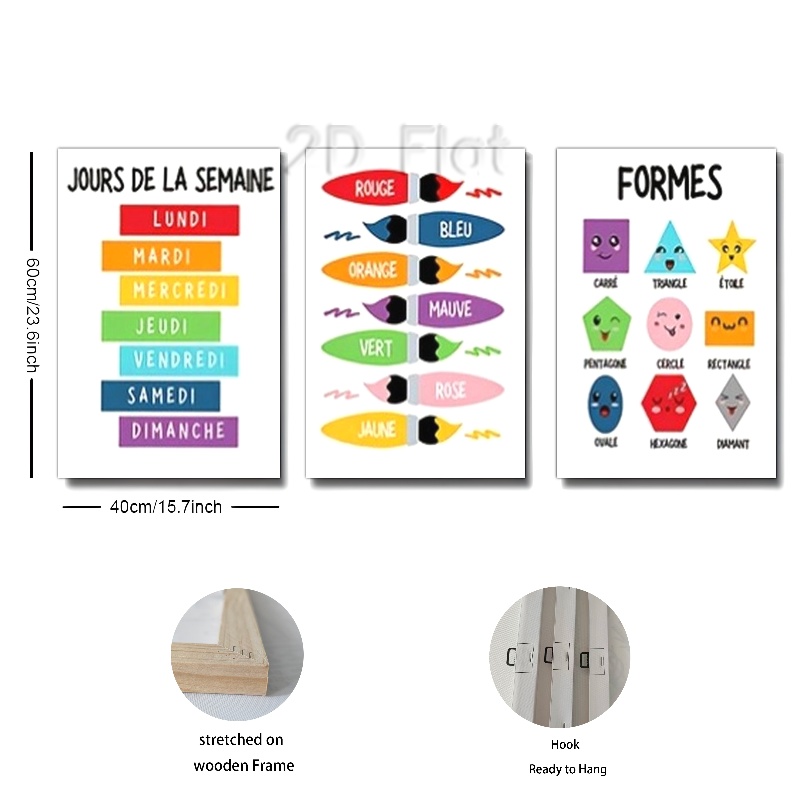 2D Flat
JOURS DE LA SEMAINE
LUNDI
MARDI
MERCREDI
JEUDI
VENDREDI
SAMEDI
DIMANCHE
ROUGE
BLEU
ORANGE
MAUVE
VERT
ROSE
JAUNE
FORMES
CARRÉ TRIANGLE ÉTOILE
PENTAGONE CERCLE RECTANGLE
zzz
OVALE HEXAGONE DIAMANT
60cm/23.6inch
40cm/15.7inch
stretched on
wooden Frame
Hook
Ready to Hang